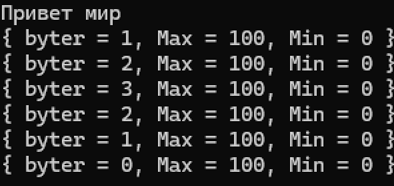 Привет мир
{ byter = 1, Max = 100, Min = 0 }
{ byter = 2, Max = 100, Min = 0 }
{ byter = 3, Max = 100, Min = 0 }
{ byter = 2, Max = 100, Min = 0 }
{ byter = 1, Max = 100, Min = 0 }
{ byter = 0, Max = 100, Min = 0 }